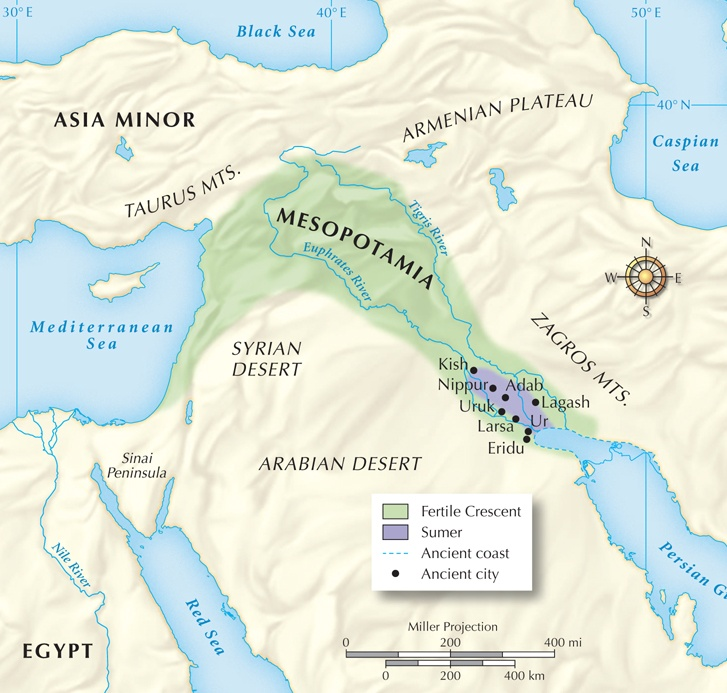 30°E
40°E
50°E
Black Sea
40°N
ASIA MINOR
ARMENIAN PLATEAU
Caspian
Sea
TAURUS MTS.
MESOPOTAMIA
Tigris River
Euphrates River
N
W
E
S
Mediterranean
Sea
SYRIAN
DESERT
ZAGROS MTS.
Kish
Nippur
Adab
Uruk
Lagash
Larsa
Ur
Eridu
Sinai
Peninsula
ARABIAN DESERT
Fertile Crescent
Sumer
Ancient coast
Ancient city
Nile River
Red Sea
Persian Gu
EGYPT
Miller Projection
0 200 400 mi
0 200 400 km